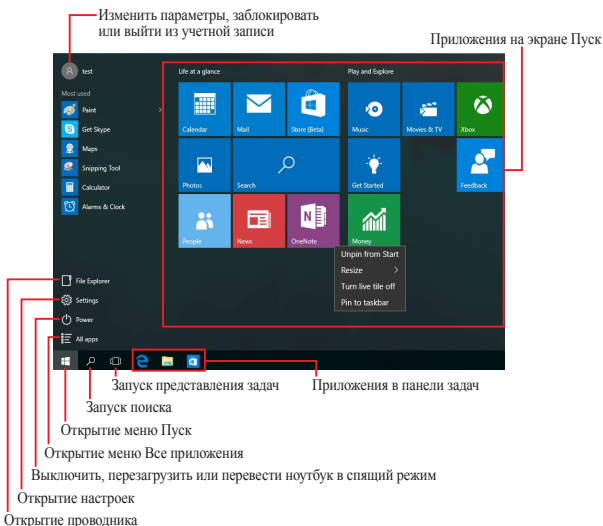 Изменить параметры, заблокировать
или выйти из учетной записи
Приложения на экране Пуск
test
Life at a glance
Play and Explore
Most used
Paint
Get Skype
Maps
Snipping Tool
Calculator
Alarms & Clock
Calendar
Mail
Store (Beta)
Music
Movies & TV
Xbox
Photos
Search
Get Started
Feedback
People
News
OneNote
Money
Unpin from Start
Resize
Turn live tile off
Pin to taskbar
File Explorer
Settings
Power
All apps
Запуск представления задач
Приложения в панели задач
Запуск поиска
Открытие меню Пуск
Открытие меню Все приложения
Выключить, перезагрузить или перевести ноутбук в спящий режим
Открытие настроек
Открытие проводника